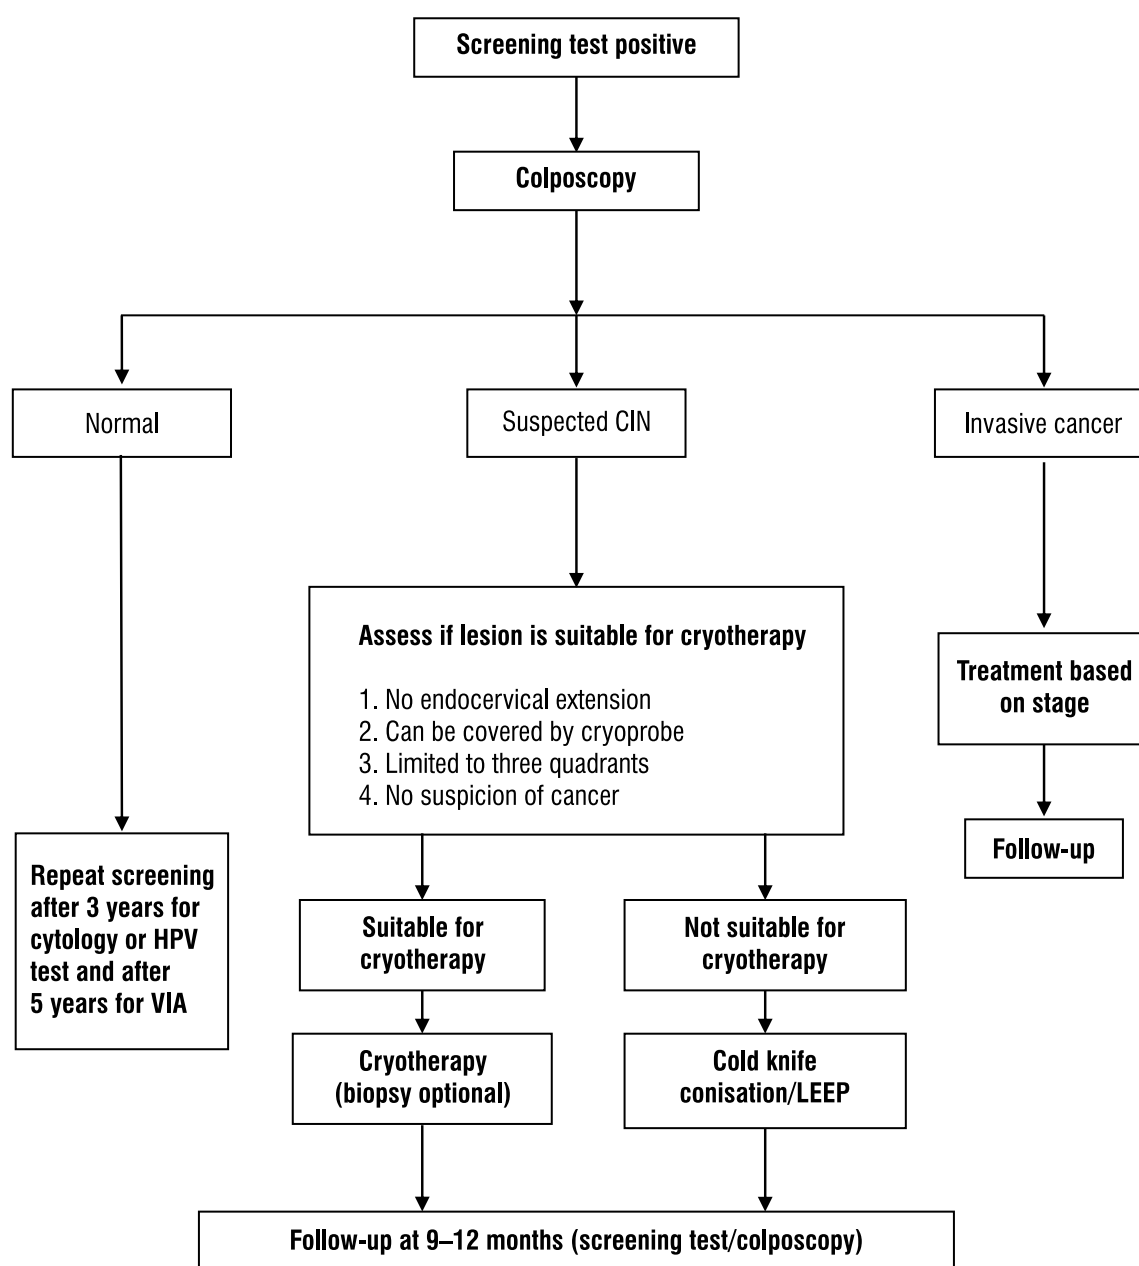 Screening test positive
Colposcopy
Normal
Suspected CIN
Invasive cancer
Assess if lesion is suitable for cryotherapy
1. No endocervical extension
2. Can be covered by cryoprobe
3. Limited to three quadrants
4. No suspicion of cancer
Treatment based
on stage
Follow-up
Repeat screening
after 3 years for
cytology or HPV
test and after
5 years for VIA
Suitable for
cryotherapy
Not suitable for
cryotherapy
Cryotherapy
(biopsy optional)
Cold knife
conisation/LEEP
Follow-up at 9–12 months (screening test/colposcopy)